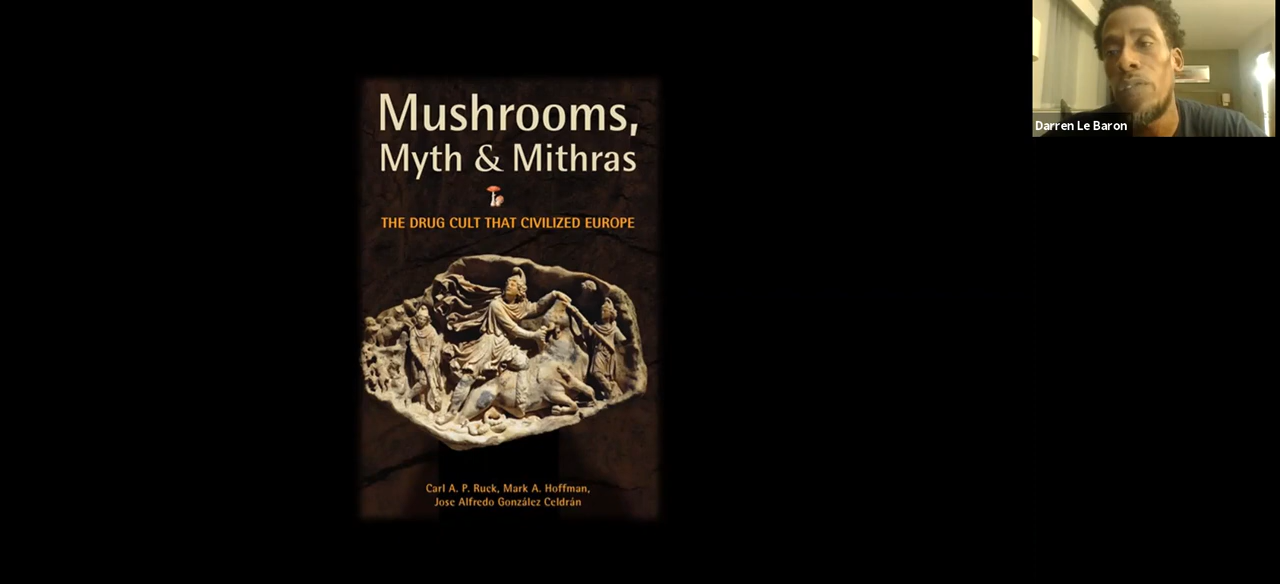 Mushrooms,
Myth & Mithras
THE DRUG CULT THAT CIVILIZED EUROPE
Carl A. P. Ruck, Mark A. Hoffman,
Jose Alfredo González Celdrán
Darren Le Baron